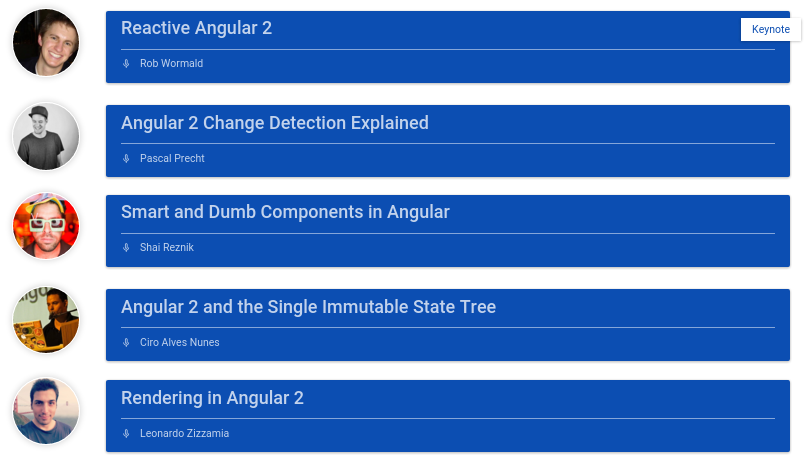 Reactive Angular 2
Keynote
Rob Wormald
Angular 2 Change Detection Explained
Pascal Precht
Smart and Dumb Components in Angular
Shai Reznik
Angular 2 and the Single Immutable State Tree
Ciro Alves Nunes
Rendering in Angular 2
Leonardo Zizzamia